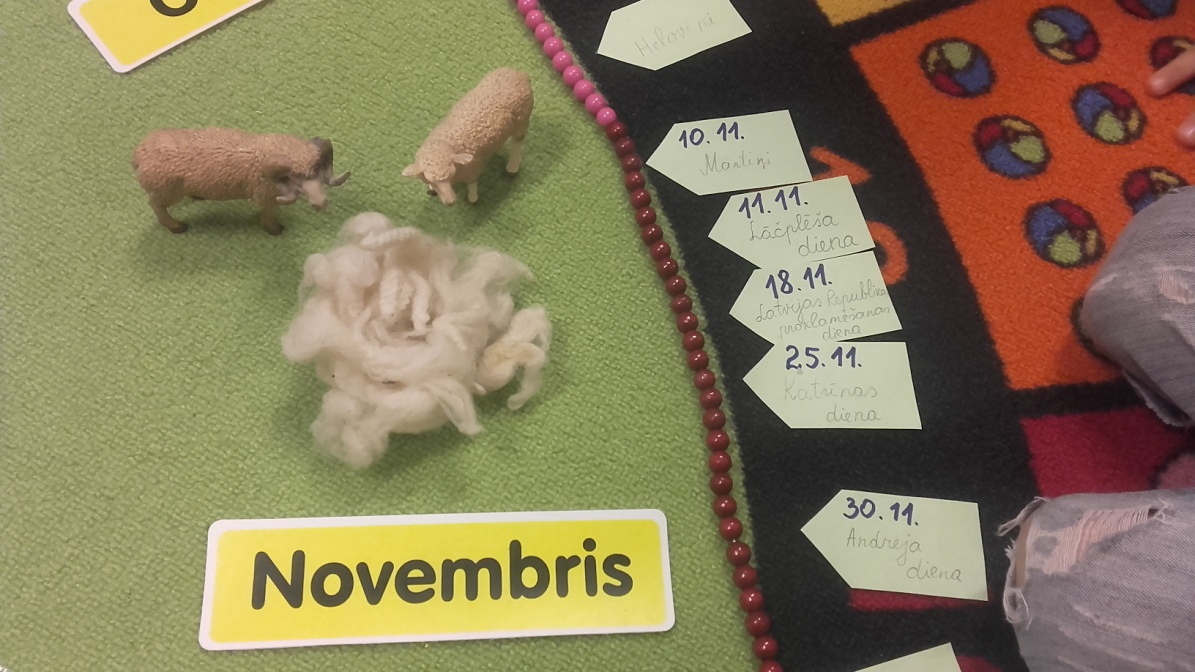 Helovīni
10. 11.
Mārtiņi
11. 11.
Lāčplēša
diena
18. 11.
Latvijas Republikas
proklamēšanas
diena
25. 11.
Katrīnas
diena
30. 11.
Andreja
diena
Novembris